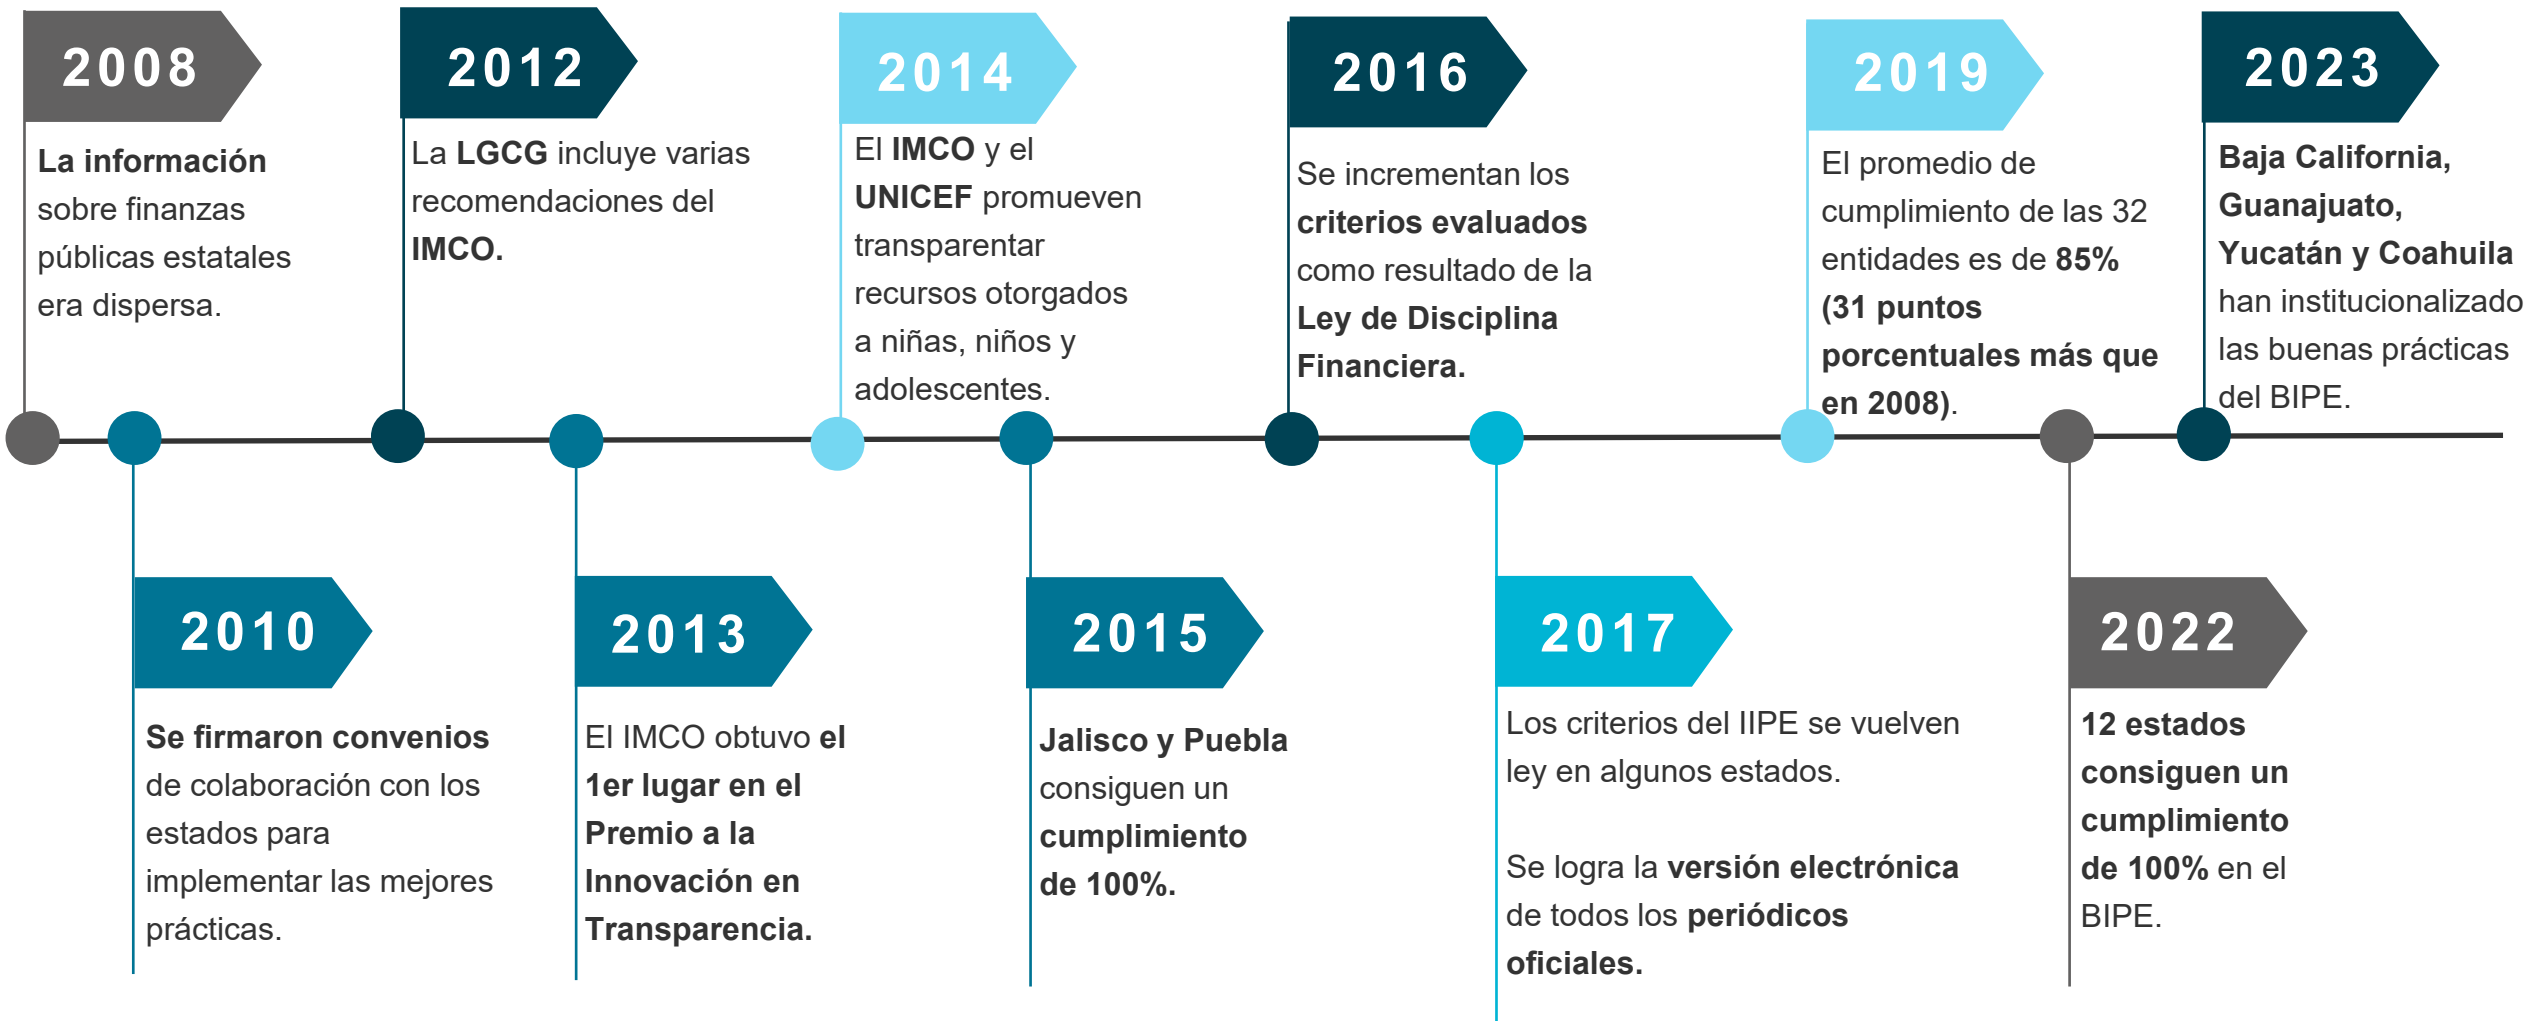 2008
La información
sobre finanzas
públicas estatales
era dispersa.
2010
Se firmaron convenios
de colaboración con los
estados para
implementar las mejores
prácticas.
2012
La LGCG incluye varias
recomendaciones del
IMCO.
2013
El IMCO obtuvo el
1er lugar en el
Premio a la
Innovación en
Transparencia.
2014
El IMCO y el
UNICEF promueven
transparentar
recursos otorgados
a niñas, niños y
adolescentes.
2015
Jalisco y Puebla
consiguen un
cumplimiento
de 100%.
2016
Se incrementan los
criterios evaluados
como resultado de la
Ley de Disciplina
Financiera.
2017
Los criterios del IIPE se vuelven
ley en algunos estados.
Se logra la versión electrónica
de todos los periódicos
oficiales.
2019
El promedio de
cumplimiento de las 32
entidades es de 85%
(31 puntos
porcentuales más que
en 2008).
2022
12 estados
consiguen un
cumplimiento
de 100% en el
BIPE.
2023
Baja California,
Guanajuato,
Yucatán y Coahuila
han institucionalizado
las buenas prácticas
del BIPE.